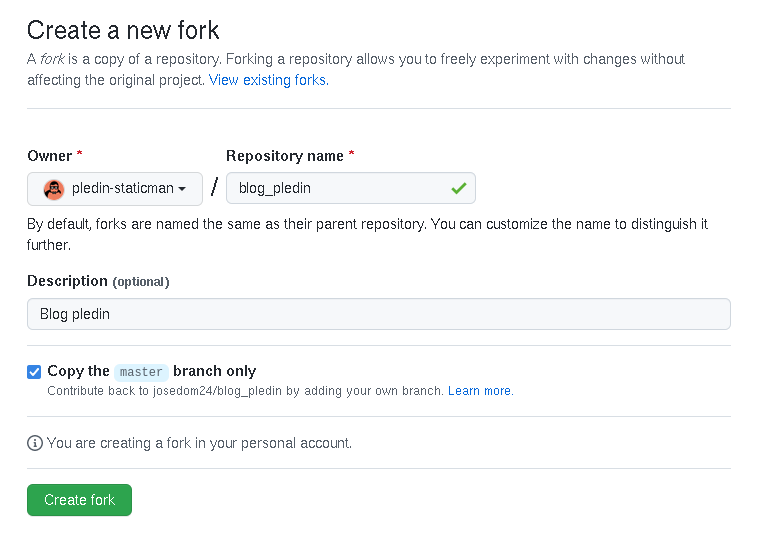 Create a new fork
A fork is a copy of a repository. Forking a repository allows you to freely experiment with changes without
affecting the original project. View existing forks.
Owner * Repository name *
pledin-staticman / blog_pledin
By default, forks are named the same as their parent repository. You can customize the name to distinguish it
further.
Description (optional)
Blog pledin
Copy the master branch only
Contribute back to josedom24/blog_pledin by adding your own branch. Learn more.
You are creating a fork in your personal account.
Create fork